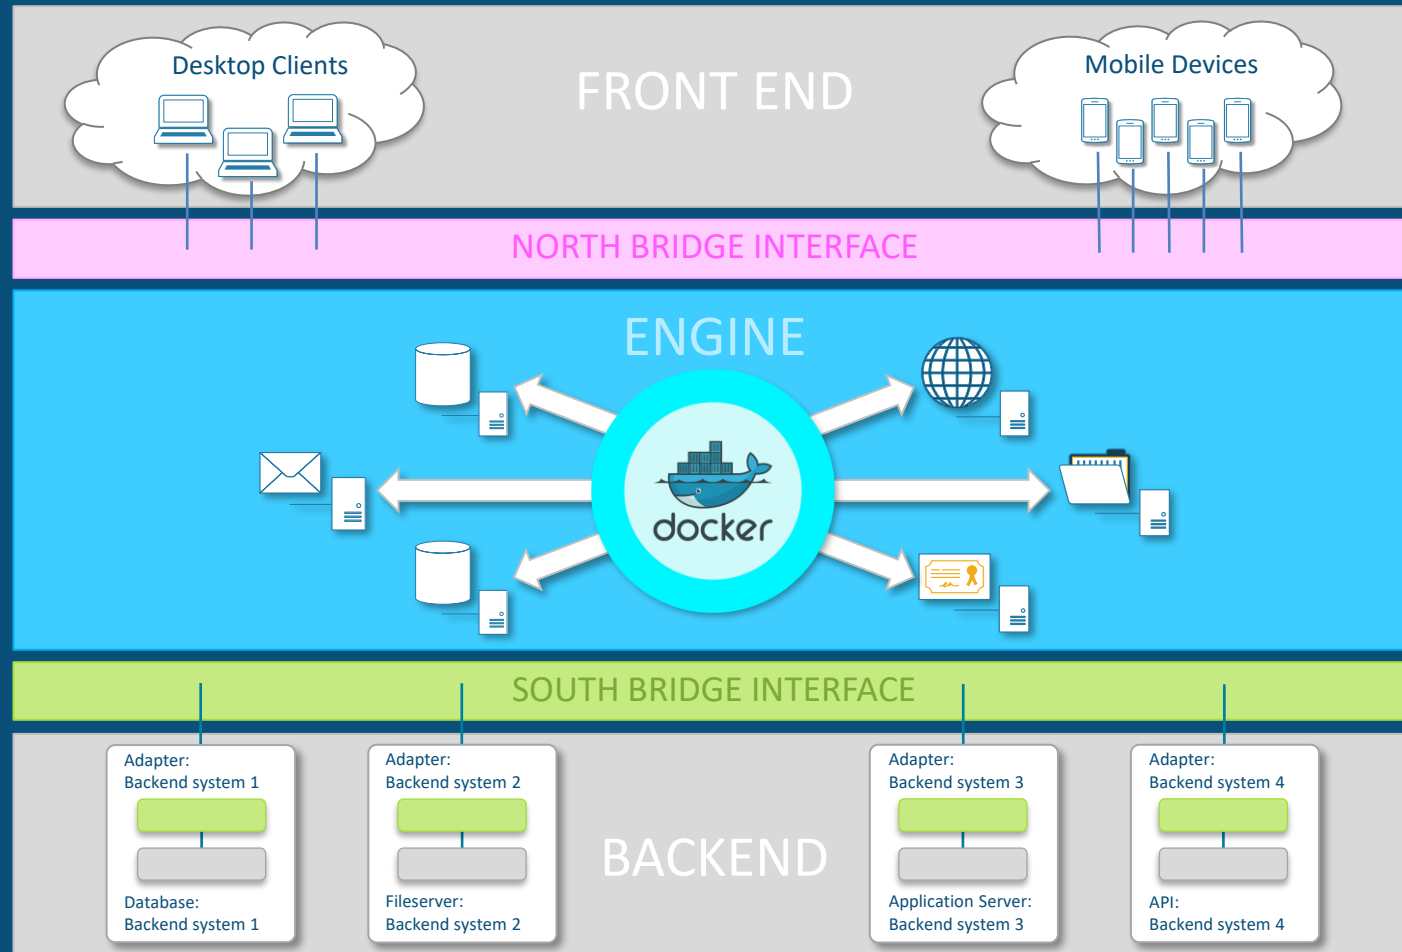 FRONT END
Desktop Clients
Mobile Devices
NORTH BRIDGE INTERFACE
ENGINE
docker
SOUTH BRIDGE INTERFACE
BACKEND
Adapter:
Backend system 1
Database:
Backend system 1
Adapter:
Backend system 2
Fileserver:
Backend system 2
Adapter:
Backend system 3
Application Server:
Backend system 3
Adapter:
Backend system 4
API:
Backend system 4